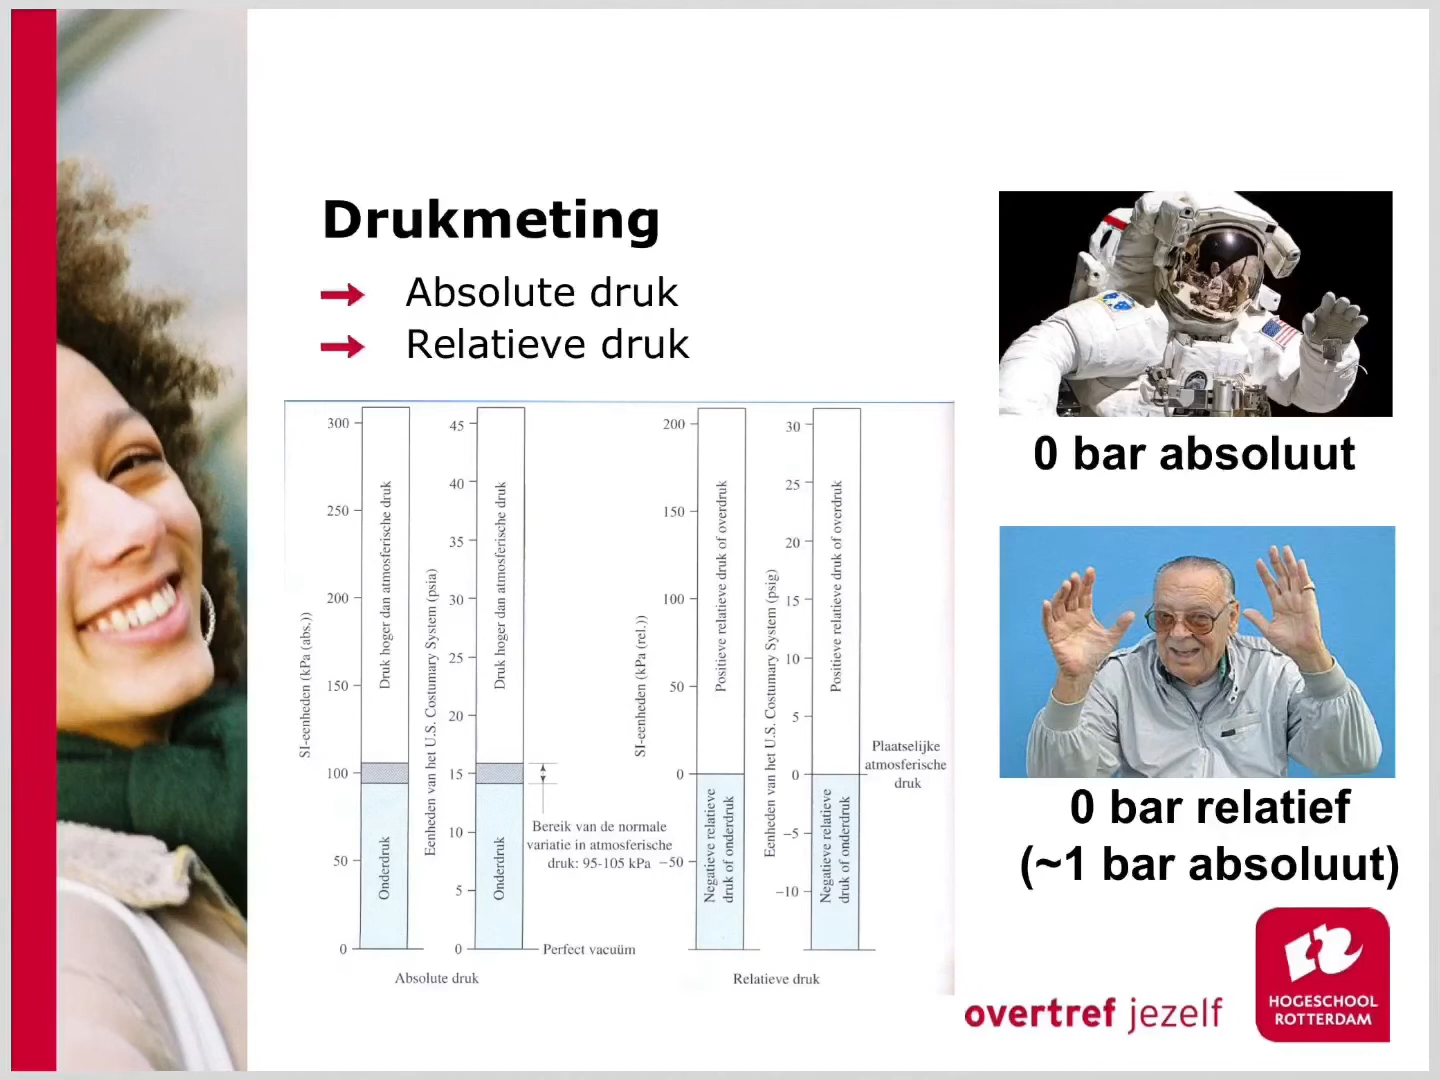 Drukmeting
Absolute druk
Relatieve druk
300
250
200
150
100
50
0
SI-eenheden (kPa (abs.))
Druk hoger dan atmosferische druk
Onderdruk
45
40
35
30
25
20
15
10
5
0
Eenheden van het U.S. Costumary System (psia)
Druk hoger dan atmosferische druk
Onderdruk
Bereik van de normale
variatie in atmosferische
druk: 95-105 kPa
Perfect vacuüm
Absolute druk
200
150
100
50
0
−50
SI-eenheden (kPa (rel.))
Positieve relatieve druk of overdruk
Negatieve relatieve
druk of onderdruk
30
25
20
15
10
5
0
−5
−10
Eenheden van het U.S. Costumary System (psig)
Positieve relatieve druk of overdruk
Negatieve relatieve
druk of onderdruk
Plaatselijke
atmosferische
druk
Relatieve druk
0 bar absoluut
0 bar relatief
(~1 bar absoluut)
overtref jezelf
HOGESCHOOL
ROTTERDAM